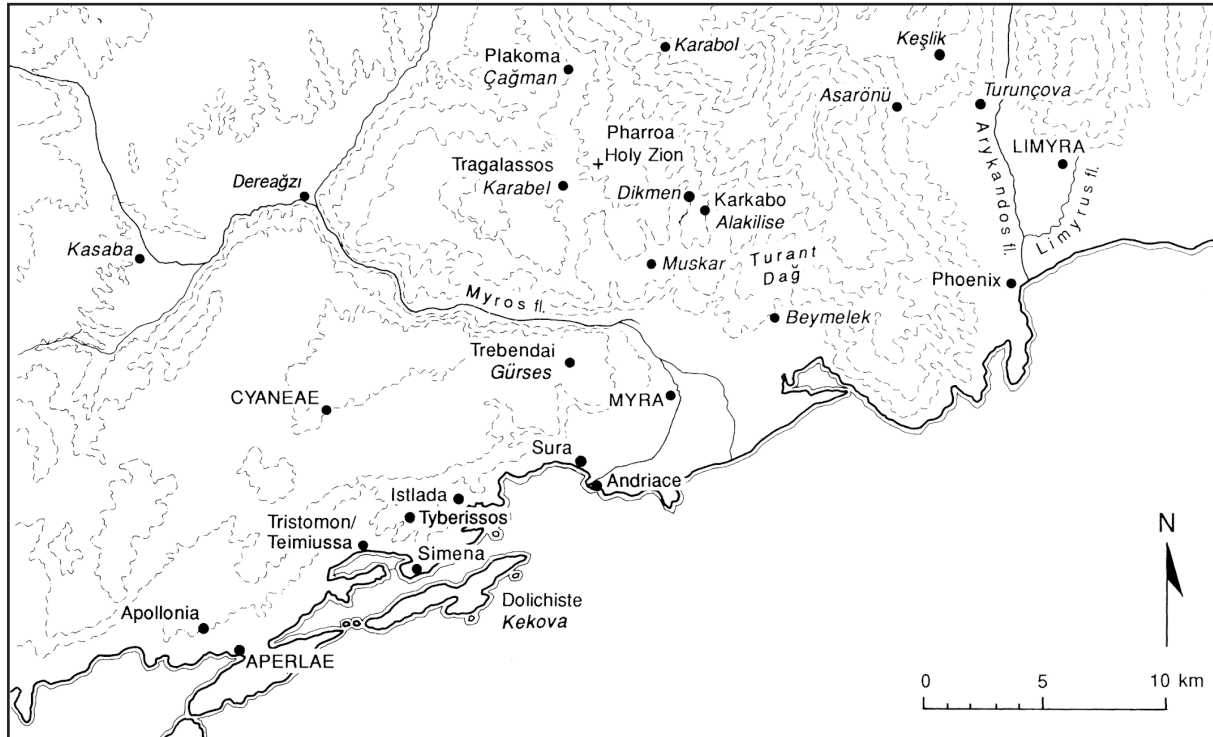 Plakoma
Çağman
Karabol
Keşlik
Asarönü
Turunçova
Pharroa
Holy Zion
LIMYRA
Tragalassos
Karabel
Dereağzı
Dikmen
Karkabo
Alakilise
Arykandos fl.
Limyrus fl.
Kasaba
Muskar
Turant
Dağ
Phoenix
Myros fl.
Beymelek
Trebendai
Gürses
CYANEAE
MYRA
Sura
Andriace
Istlada
Tyberissos
Tristomon/
Teimiussa
Simena
N
Dolichiste
Kekova
Apollonia
APERLAE
0 5 10 km